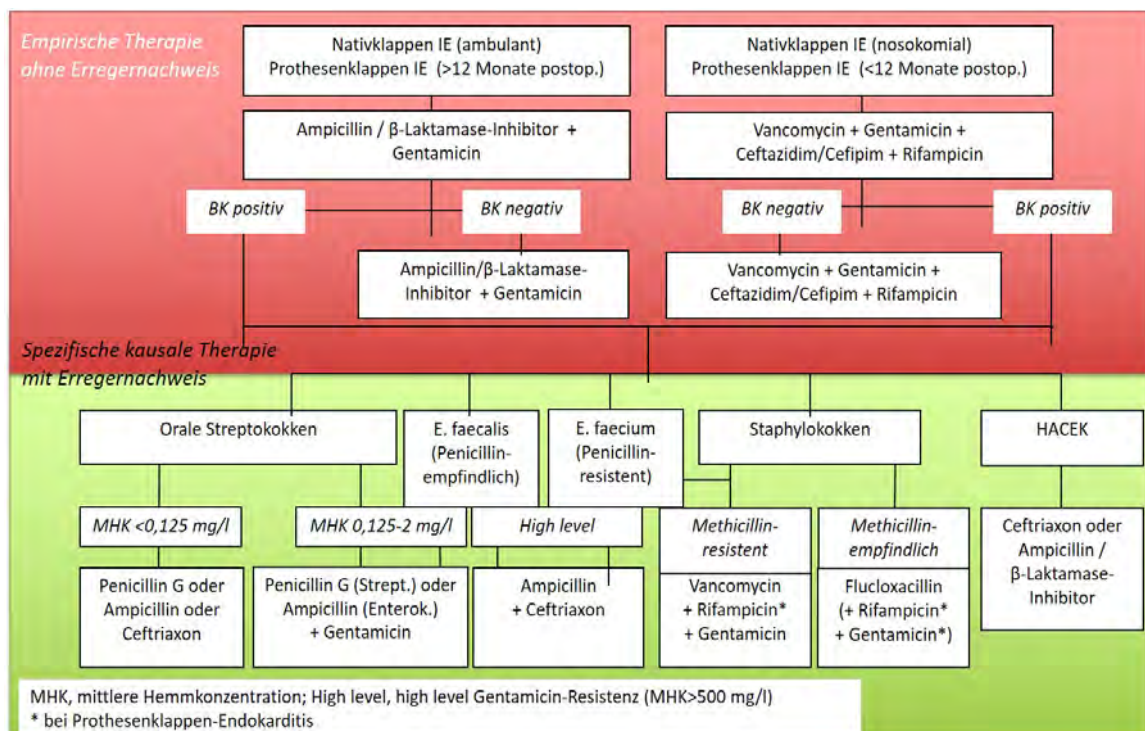 Empirische Therapie
ohne Erregernachweis
Nativklappen IE (ambulant)
Prothesenklappen IE (>12 Monate postop.)
Nativklappen IE (nosokomial)
Prothesenklappen IE (<12 Monate postop.)
Ampicillin / β-Laktamase-Inhibitor +
Gentamicin
Vancomycin + Gentamicin +
Ceftazidim/Cefipim + Rifampicin
BK positiv
BK negativ
BK negativ
BK positiv
Ampicillin/β-Laktamase-
Inhibitor + Gentamicin
Vancomycin + Gentamicin +
Ceftazidim/Cefipim + Rifampicin
Spezifische kausale Therapie
mit Erregernachweis
Orale Streptokokken
E. faecalis
(Penicillin-
empfindlich)
E. faecium
(Penicillin-
resistent)
Staphylokokken
HACEK
MHK <0,125 mg/l
MHK 0,125-2 mg/l
High level
Methicillin-
resistent
Methicillin-
empfindlich
Ceftriaxon oder
Ampicillin /
β-Laktamase-
Inhibitor
Penicillin G oder
Ampicillin oder
Ceftriaxon
Penicillin G (Strept.) oder
Ampicillin (Enterok.)
+ Gentamicin
Ampicillin
+ Ceftriaxon
Vancomycin
+ Rifampicin*
+ Gentamicin
Flucloxacillin
(+ Rifampicin*
+ Gentamicin*)
MHK, mittlere Hemmkonzentration; High level, high level Gentamicin-Resistenz (MHK>500 mg/l)
* bei Prothesenklappen-Endokarditis